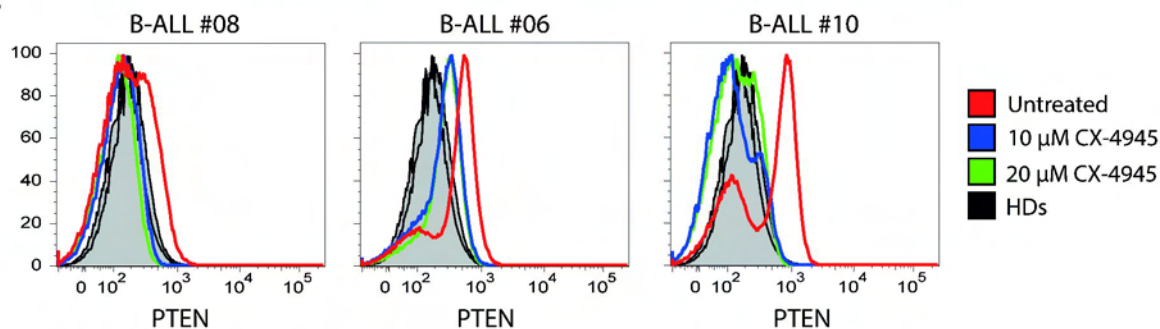 B-ALL #08
B-ALL #06
B-ALL #10
100
80
60
40
20
0
0 10² 10³ 10⁴ 10⁵
0 10² 10³ 10⁴ 10⁵
0 10² 10³ 10⁴ 10⁵
PTEN
PTEN
PTEN
Untreated
10 µM CX-4945
20 µM CX-4945
HDs